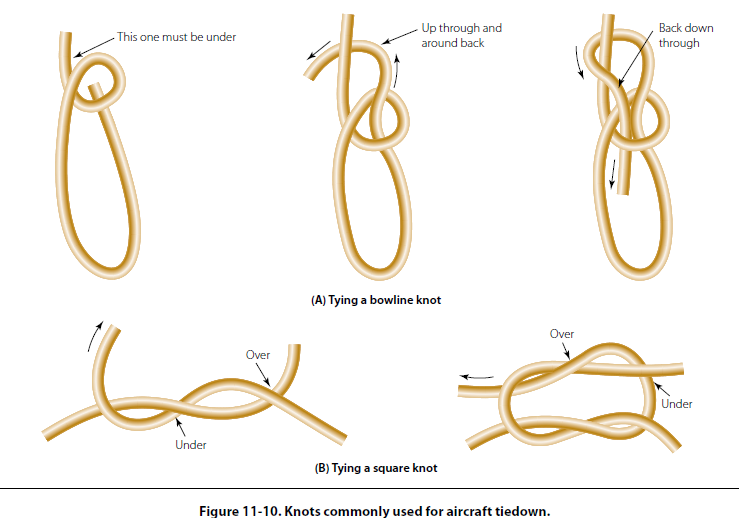 This one must be under
Up through and
around back
Back down
through
(A) Tying a bowline knot
Over
Under
Over
Under
(B) Tying a square knot
Figure 11-10. Knots commonly used for aircraft tiedown.